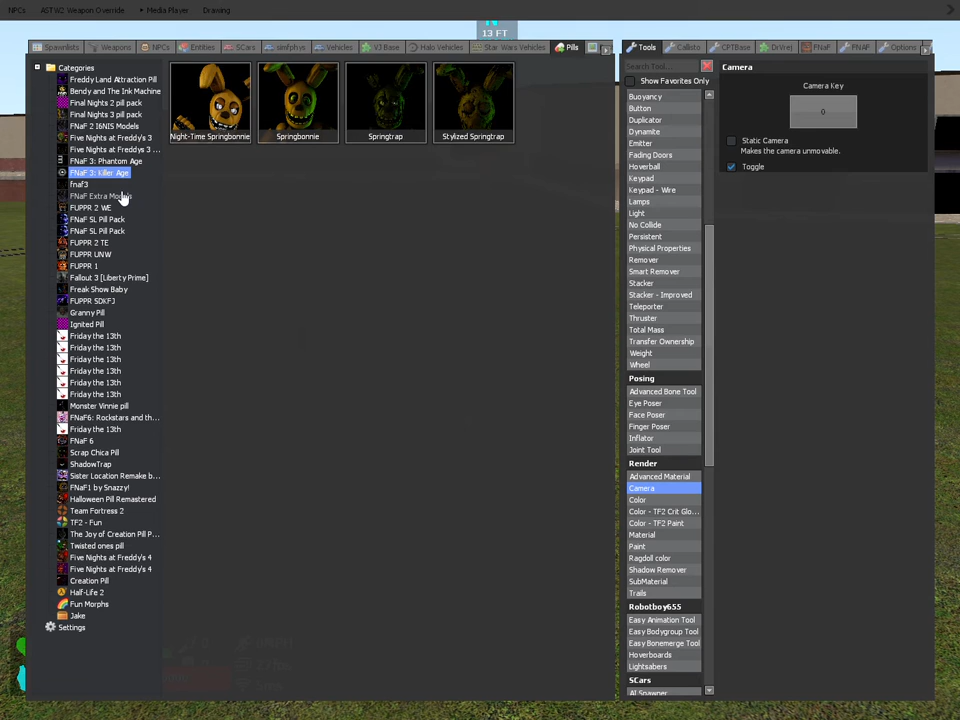 NPCs ASTW2 Weapon Override Media Player Drawing
13 FT
Spawnlists Weapons NPCs Entities SCars simfphys Vehicles VJ Base Halo Vehicles Star Wars Vehicles Pills
Categories
Freddy Land Attraction Pill
Bendy and The Ink Machine
Final Nights 2 pill pack
Final Nights 3 pill pack
FNAF 2 I6NIS Models
Five Nights at Freddy's 3
Five Nights at Freddys 3 ...
FNaF 3: Phantom Age
FNaF 3: Killer Age
fnaf3
FNaF Extra Models
FUPPR 2 WE
FNaF SL Pill Pack
FNaF SL Pill Pack
FUPPR 2 TE
FUPPR UNW
FUPPR 1
Fallout 3 [Liberty Prime]
Freak Show Baby
FUPPR SDKFJ
Granny Pill
Ignited Pill
Friday the 13th
Friday the 13th
Friday the 13th
Friday the 13th
Friday the 13th
Friday the 13th
Monster Vinnie pill
FNaF6: Rockstars and th...
Friday the 13th
FNaF 6
Scrap Chica Pill
ShadowTrap
Sister Location Remake b...
FNaF1 by Snazzy!
Halloween Pill Remastered
Team Fortress 2
TF2 - Fun
The Joy of Creation Pill P...
Twisted ones pill
Five Nights at Freddy's 4
Five Nights at Freddy's 4
Creation Pill
Half-Life 2
Fun Morphs
Jake
Settings
Night-Time Springbonnie Springbonnie Springtrap Stylized Springtrap
Tools Callisto CPTBase DrVrej FNaF FNAF Options
Search Tool...
Show Favorites Only
Buoyancy
Button
Duplicator
Dynamite
Emitter
Fading Doors
Hoverball
Keypad
Keypad - Wire
Lamps
Light
No Collide
Persistent
Physical Properties
Remover
Smart Remover
Stacker
Stacker - Improved
Teleporter
Thruster
Total Mass
Transfer Ownership
Weight
Wheel
Posing
Advanced Bone Tool
Eye Poser
Face Poser
Finger Poser
Inflator
Joint Tool
Render
Advanced Material
Camera
Color
Color - TF2 Crit Glo...
Color - TF2 Paint
Material
Paint
Ragdoll color
Shadow Remover
SubMaterial
Trails
Robotboy655
Easy Animation Tool
Easy Bodygroup Tool
Easy Bonemerge Tool
Hoverboards
Lightsabers
SCars
AI Spawner
Camera
Camera Key
0
Static Camera
Makes the camera unmovable.
Toggle